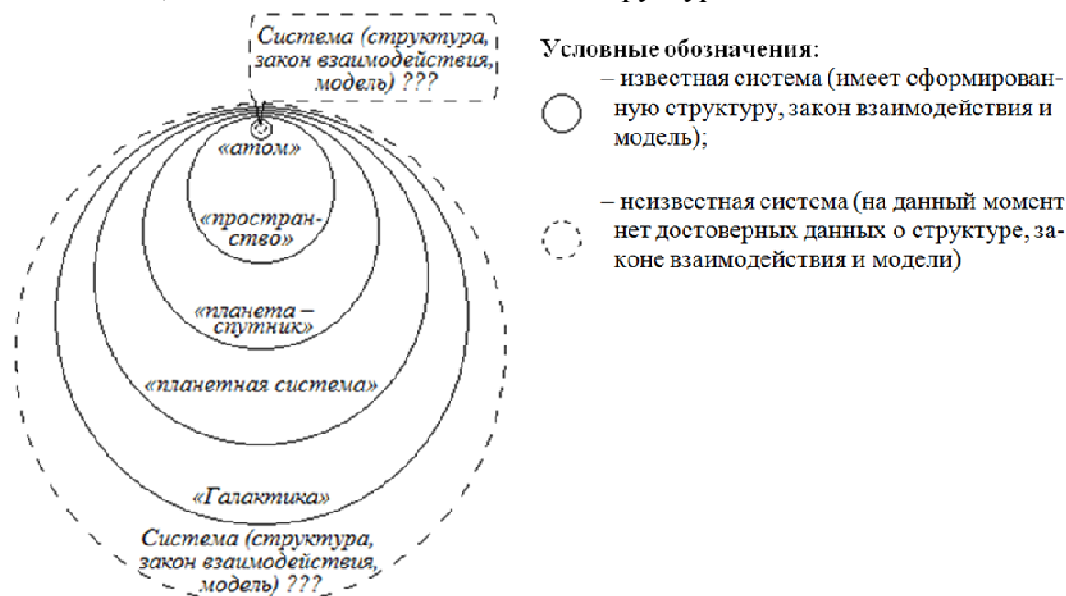 Система (структура,
закон взаимодействия,
модель) ???
«атом»
«простран-
ство»
«планета –
спутник»
«планетная система»
«Галактика»
Система (структура,
закон взаимодействия,
модель) ???
Условные обозначения:
– известная система (имеет сформирован-
ную структуру, закон взаимодействия и
модель);
– неизвестная система (на данный момент
нет достоверных данных о структуре, за-
коне взаимодействия и модели)